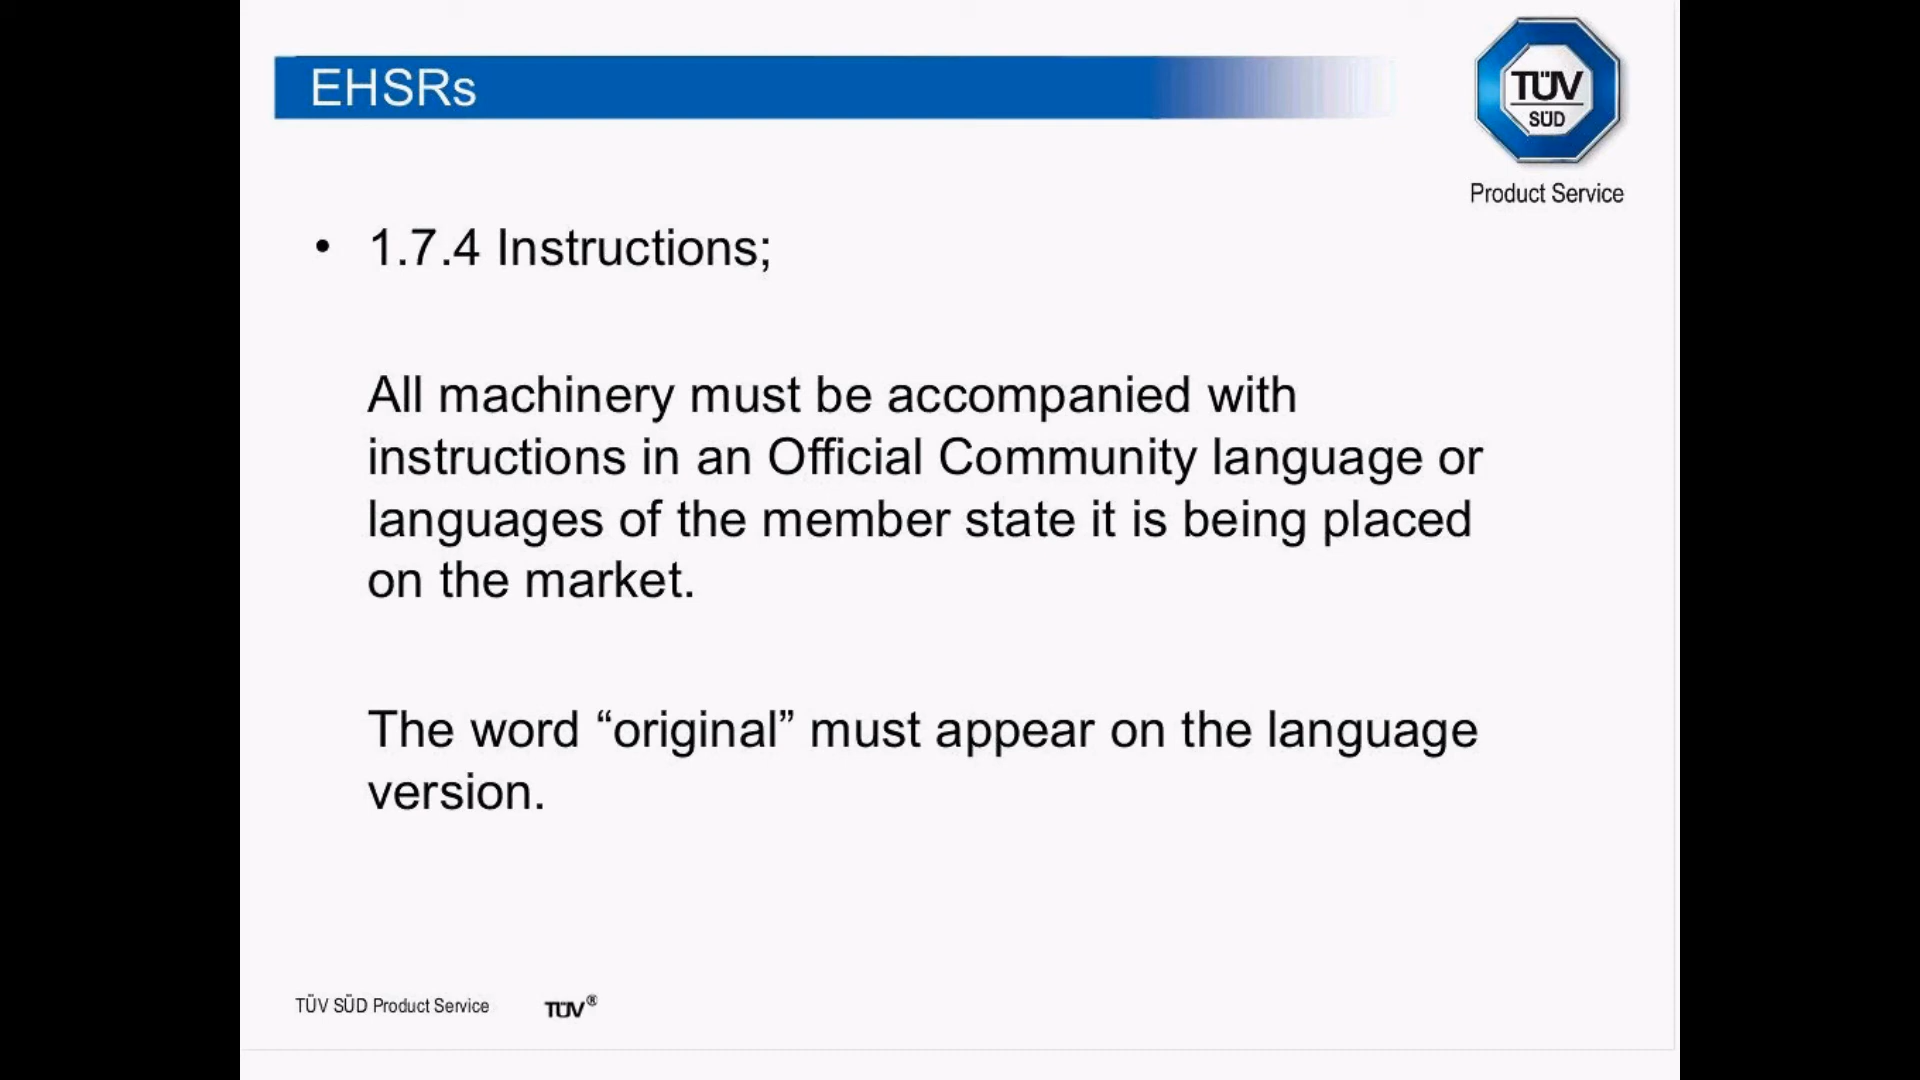 EHSRs
TÜV
SÜD
Product Service
• 1.7.4 Instructions;
All machinery must be accompanied with
instructions in an Official Community language or
languages of the member state it is being placed
on the market.
The word “original” must appear on the language
version.
TÜV SÜD Product Service
TÜV®